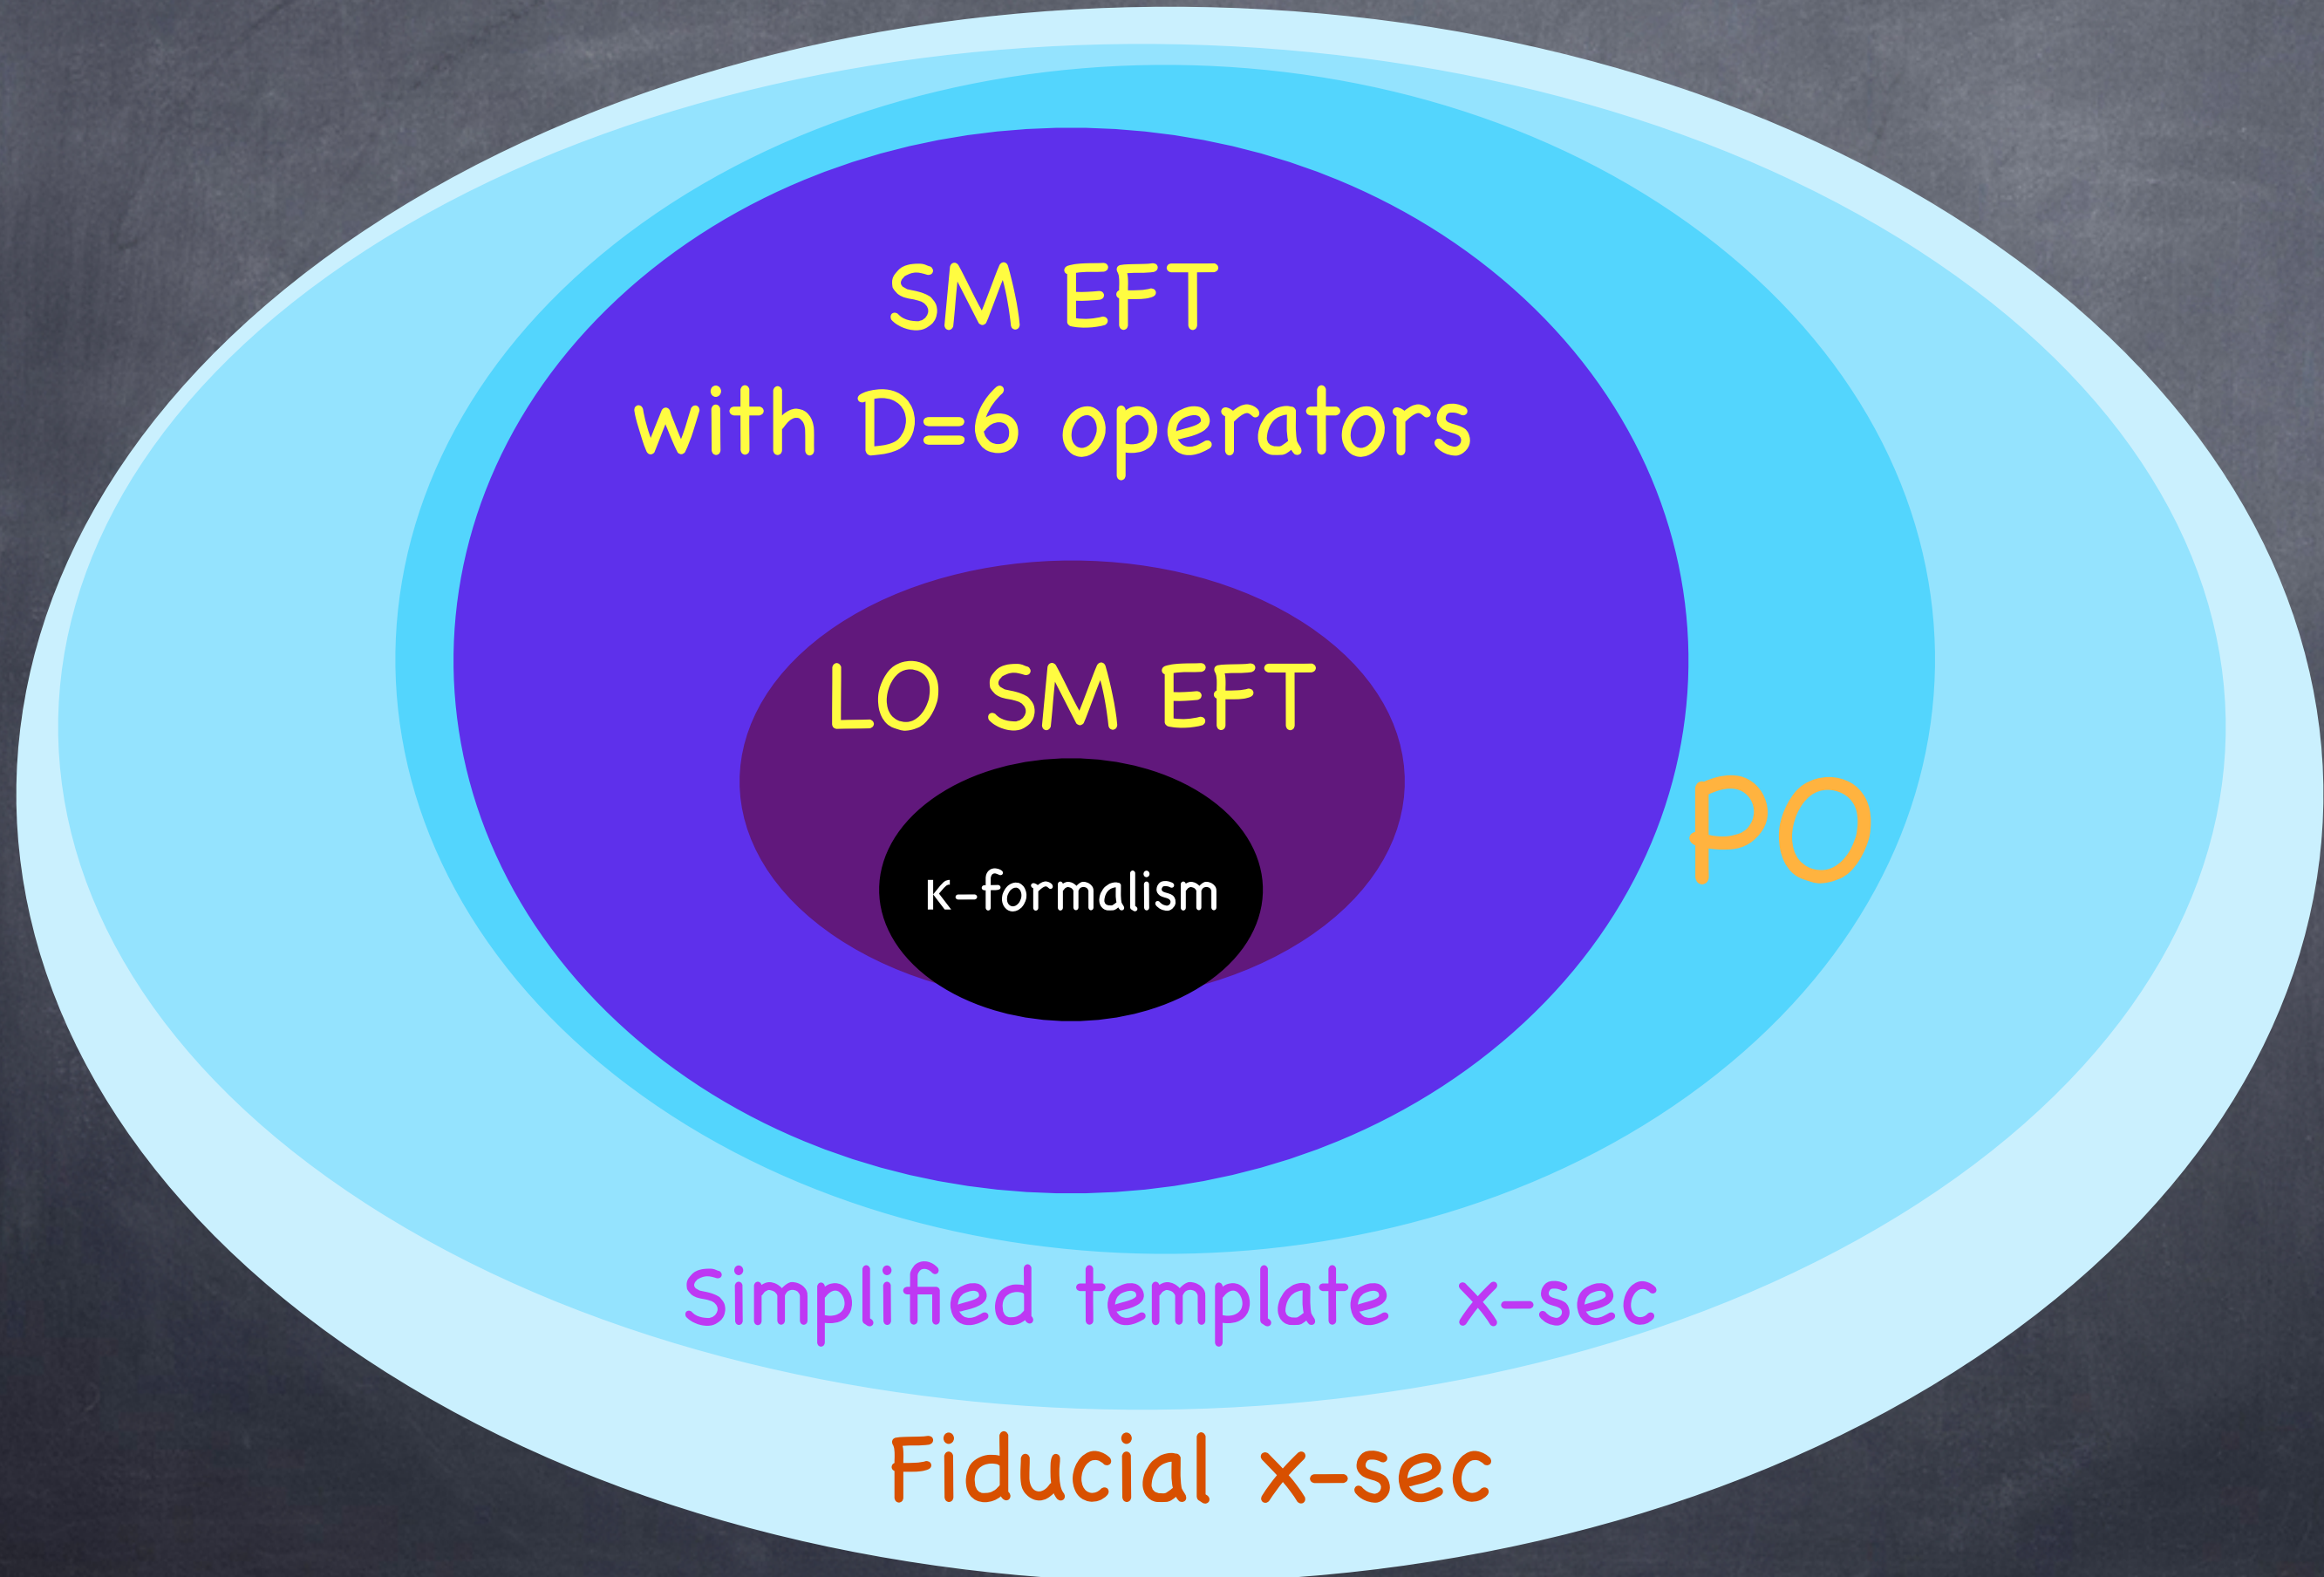 SM EFT
with D=6 operators
LO SM EFT
PO
κ-formalism
Simplified template x-sec
Fiducial x-sec